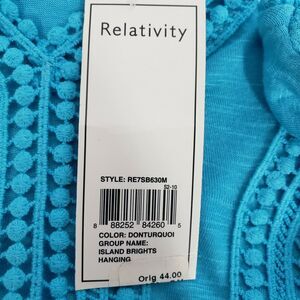 Relativity
STYLE: RE7SB630M
S2-10
8 88252 84260 5
COLOR: DONTURQUOI
GROUP NAME:
ISLAND BRIGHTS
HANGING
Orig 44.00